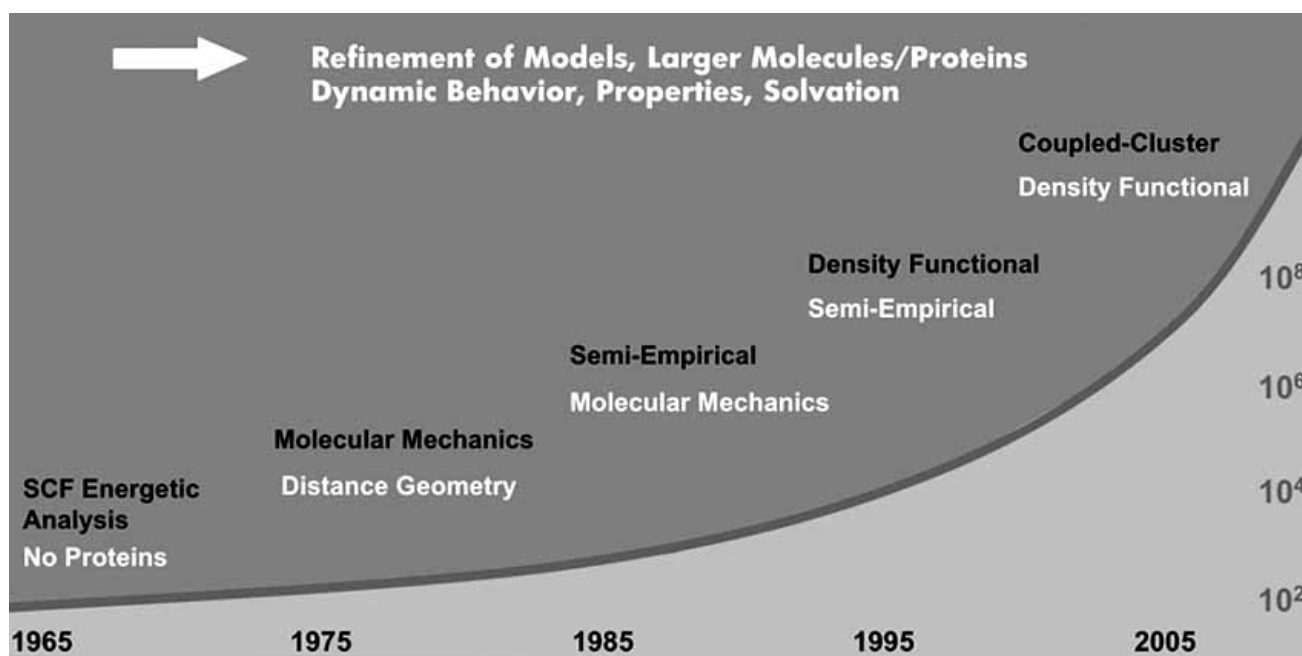 Refinement of Models, Larger Molecules/Proteins
Dynamic Behavior, Properties, Solvation
Coupled-Cluster
Density Functional
Density Functional
Semi-Empirical
Semi-Empirical
Molecular Mechanics
Molecular Mechanics
Distance Geometry
SCF Energetic
Analysis
No Proteins
10⁸
10⁶
10⁴
10²
1965 1975 1985 1995 2005